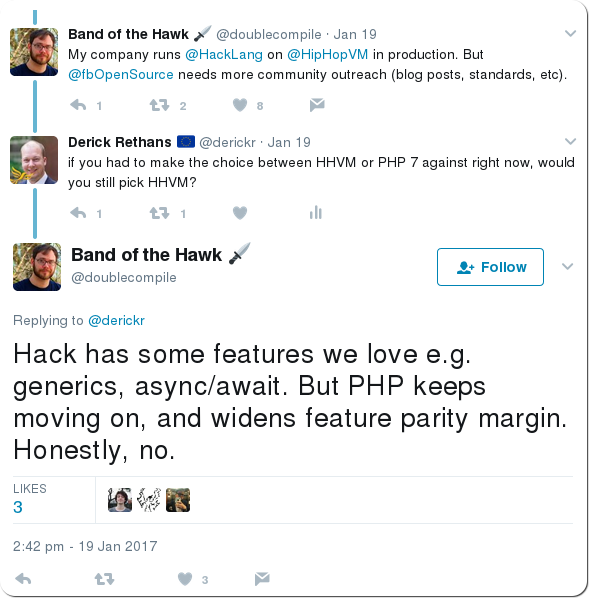 Band of the Hawk 🗡 @doublecompile · Jan 19
My company runs @HackLang on @HipHopVM in production. But
@fbOpenSource needs more community outreach (blog posts, standards, etc).
1 2 8
Derick Rethans 🇪🇺 @derickr · Jan 19
if you had to make the choice between HHVM or PHP 7 against right now, would
you still pick HHVM?
1 1
Band of the Hawk 🗡
@doublecompile
Follow
Replying to @derickr
Hack has some features we love e.g.
generics, async/await. But PHP keeps
moving on, and widens feature parity margin.
Honestly, no.
LIKES
3
2:42 pm - 19 Jan 2017
3